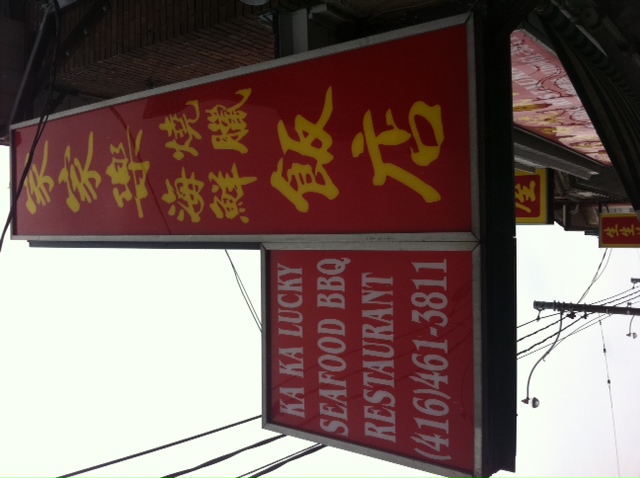 家家樂
燒臘
海鮮
飯店
KA KA LUCKY
SEAFOOD BBQ
RESTAURANT
(416)461-3811